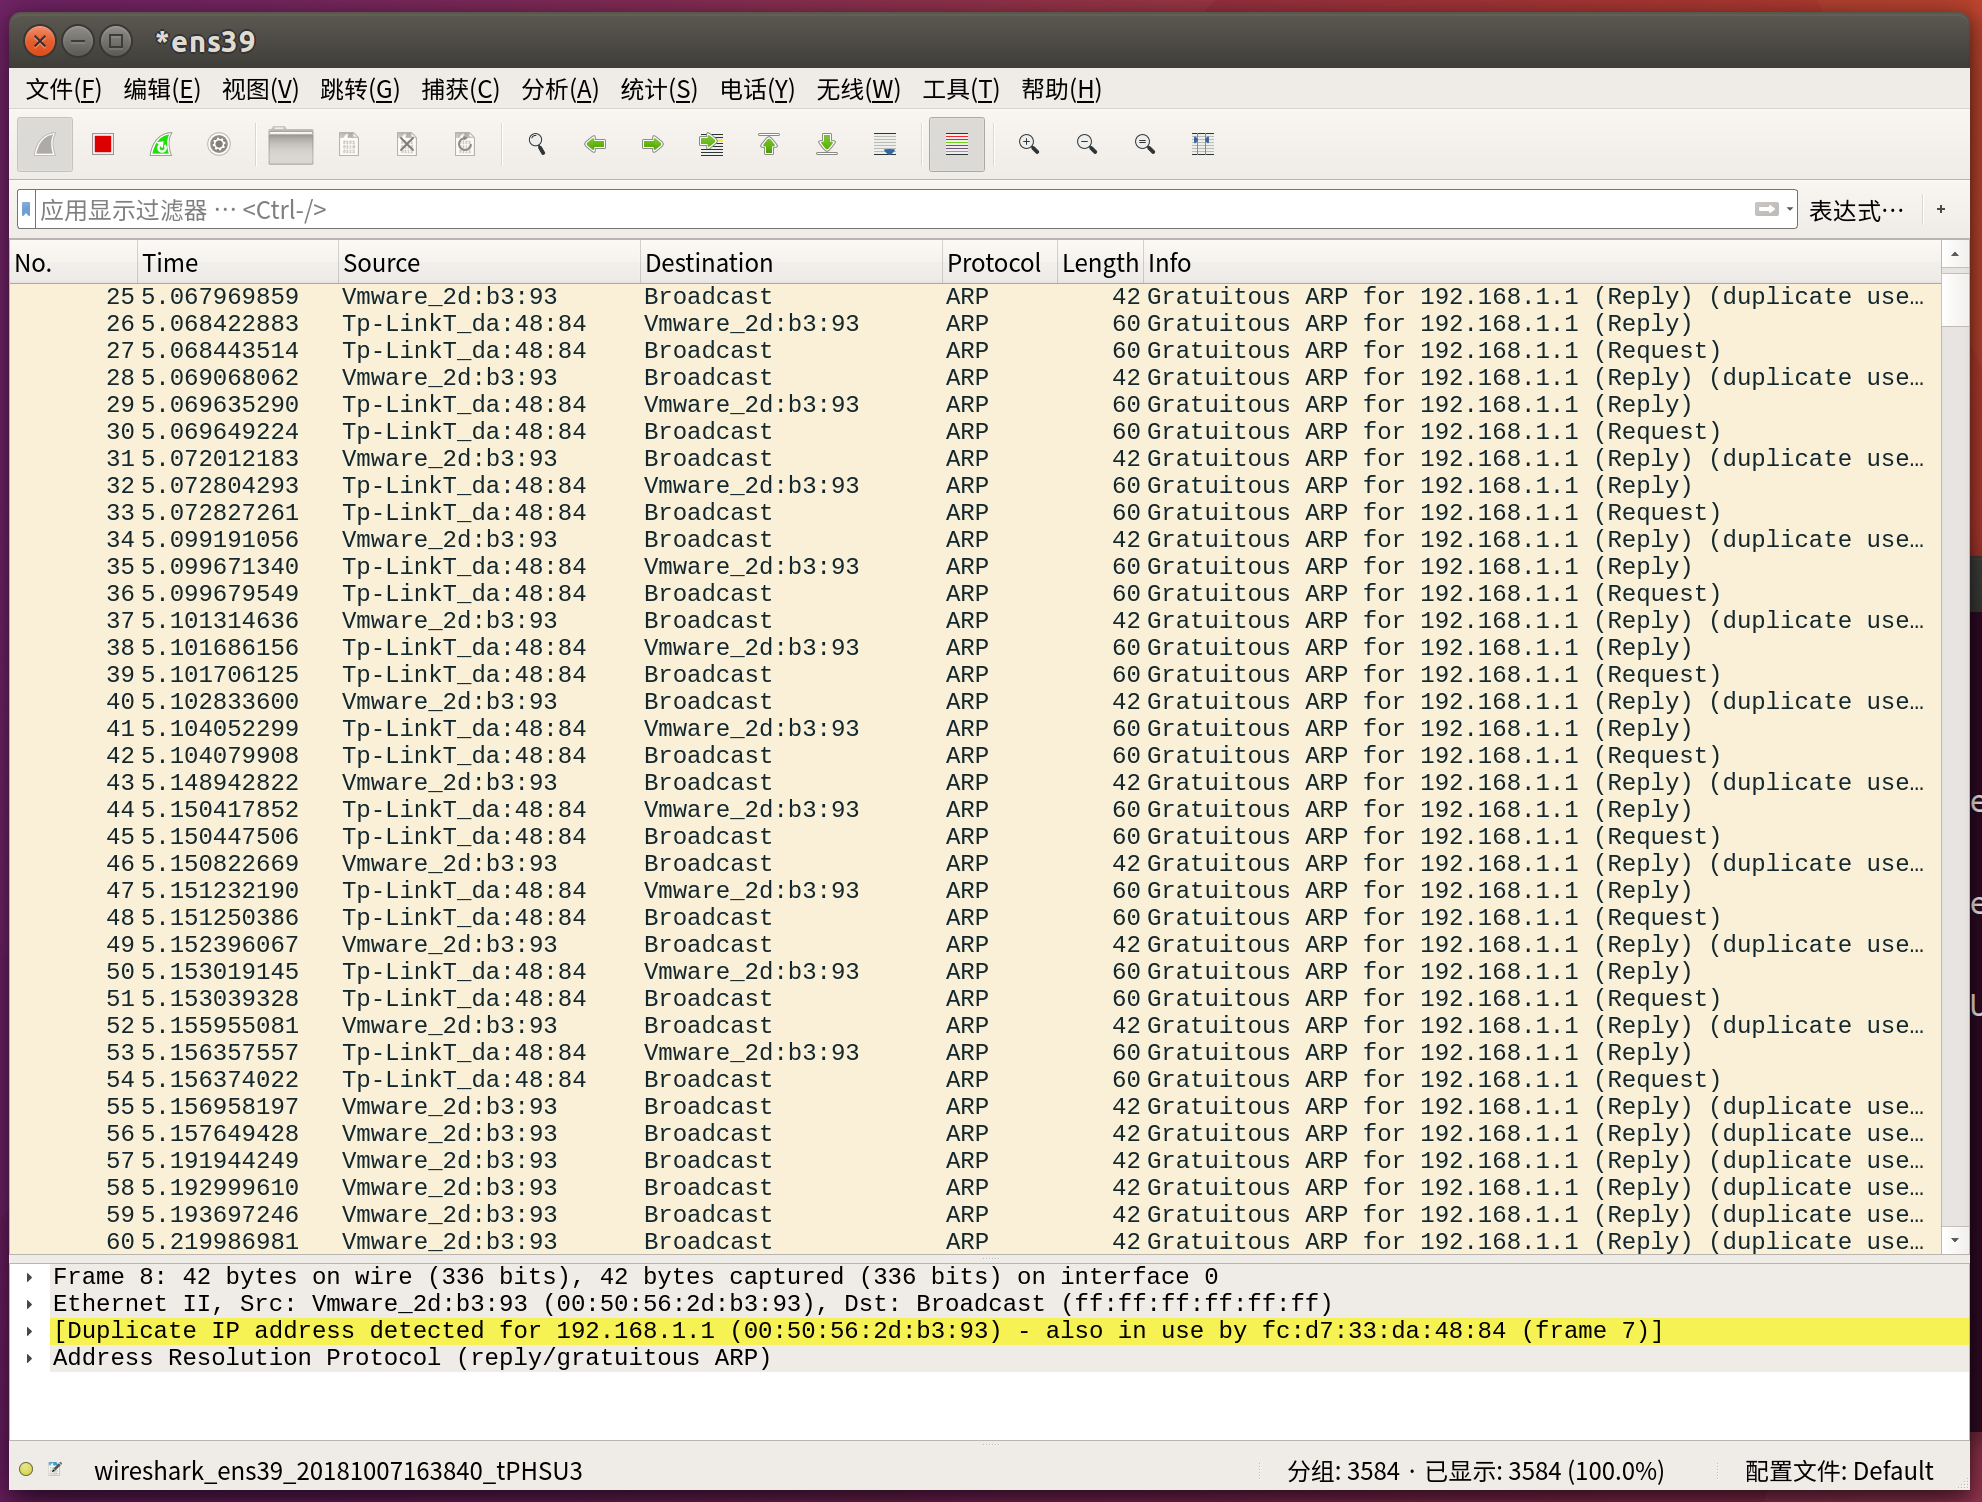 *ens39
文件(F) 编辑(E) 视图(V) 跳转(G) 捕获(C) 分析(A) 统计(S) 电话(Y) 无线(W) 工具(T) 帮助(H)
应用显示过滤器 … <Ctrl-/> 表达式… +
No. Time Source Destination Protocol Length Info
25 5.067969859 Vmware_2d:b3:93 Broadcast ARP 42 Gratuitous ARP for 192.168.1.1 (Reply) (duplicate use…
26 5.068422883 Tp-LinkT_da:48:84 Vmware_2d:b3:93 ARP 60 Gratuitous ARP for 192.168.1.1 (Reply)
27 5.068443514 Tp-LinkT_da:48:84 Broadcast ARP 60 Gratuitous ARP for 192.168.1.1 (Request)
28 5.069068062 Vmware_2d:b3:93 Broadcast ARP 42 Gratuitous ARP for 192.168.1.1 (Reply) (duplicate use…
29 5.069635290 Tp-LinkT_da:48:84 Vmware_2d:b3:93 ARP 60 Gratuitous ARP for 192.168.1.1 (Reply)
30 5.069649224 Tp-LinkT_da:48:84 Broadcast ARP 60 Gratuitous ARP for 192.168.1.1 (Request)
31 5.072012183 Vmware_2d:b3:93 Broadcast ARP 42 Gratuitous ARP for 192.168.1.1 (Reply) (duplicate use…
32 5.072804293 Tp-LinkT_da:48:84 Vmware_2d:b3:93 ARP 60 Gratuitous ARP for 192.168.1.1 (Reply)
33 5.072827261 Tp-LinkT_da:48:84 Broadcast ARP 60 Gratuitous ARP for 192.168.1.1 (Request)
34 5.099191056 Vmware_2d:b3:93 Broadcast ARP 42 Gratuitous ARP for 192.168.1.1 (Reply) (duplicate use…
35 5.099671340 Tp-LinkT_da:48:84 Vmware_2d:b3:93 ARP 60 Gratuitous ARP for 192.168.1.1 (Reply)
36 5.099679549 Tp-LinkT_da:48:84 Broadcast ARP 60 Gratuitous ARP for 192.168.1.1 (Request)
37 5.101314636 Vmware_2d:b3:93 Broadcast ARP 42 Gratuitous ARP for 192.168.1.1 (Reply) (duplicate use…
38 5.101686156 Tp-LinkT_da:48:84 Vmware_2d:b3:93 ARP 60 Gratuitous ARP for 192.168.1.1 (Reply)
39 5.101706125 Tp-LinkT_da:48:84 Broadcast ARP 60 Gratuitous ARP for 192.168.1.1 (Request)
40 5.102833600 Vmware_2d:b3:93 Broadcast ARP 42 Gratuitous ARP for 192.168.1.1 (Reply) (duplicate use…
41 5.104052299 Tp-LinkT_da:48:84 Vmware_2d:b3:93 ARP 60 Gratuitous ARP for 192.168.1.1 (Reply)
42 5.104079908 Tp-LinkT_da:48:84 Broadcast ARP 60 Gratuitous ARP for 192.168.1.1 (Request)
43 5.148942822 Vmware_2d:b3:93 Broadcast ARP 42 Gratuitous ARP for 192.168.1.1 (Reply) (duplicate use…
44 5.150417852 Tp-LinkT_da:48:84 Vmware_2d:b3:93 ARP 60 Gratuitous ARP for 192.168.1.1 (Reply)
45 5.150447506 Tp-LinkT_da:48:84 Broadcast ARP 60 Gratuitous ARP for 192.168.1.1 (Request)
46 5.150822669 Vmware_2d:b3:93 Broadcast ARP 42 Gratuitous ARP for 192.168.1.1 (Reply) (duplicate use…
47 5.151232190 Tp-LinkT_da:48:84 Vmware_2d:b3:93 ARP 60 Gratuitous ARP for 192.168.1.1 (Reply)
48 5.151250386 Tp-LinkT_da:48:84 Broadcast ARP 60 Gratuitous ARP for 192.168.1.1 (Request)
49 5.152396067 Vmware_2d:b3:93 Broadcast ARP 42 Gratuitous ARP for 192.168.1.1 (Reply) (duplicate use…
50 5.153019145 Tp-LinkT_da:48:84 Vmware_2d:b3:93 ARP 60 Gratuitous ARP for 192.168.1.1 (Reply)
51 5.153039328 Tp-LinkT_da:48:84 Broadcast ARP 60 Gratuitous ARP for 192.168.1.1 (Request)
52 5.155955081 Vmware_2d:b3:93 Broadcast ARP 42 Gratuitous ARP for 192.168.1.1 (Reply) (duplicate use…
53 5.156357557 Tp-LinkT_da:48:84 Vmware_2d:b3:93 ARP 60 Gratuitous ARP for 192.168.1.1 (Reply)
54 5.156374022 Tp-LinkT_da:48:84 Broadcast ARP 60 Gratuitous ARP for 192.168.1.1 (Request)
55 5.156958197 Vmware_2d:b3:93 Broadcast ARP 42 Gratuitous ARP for 192.168.1.1 (Reply) (duplicate use…
56 5.157649428 Vmware_2d:b3:93 Broadcast ARP 42 Gratuitous ARP for 192.168.1.1 (Reply) (duplicate use…
57 5.191944249 Vmware_2d:b3:93 Broadcast ARP 42 Gratuitous ARP for 192.168.1.1 (Reply) (duplicate use…
58 5.192999610 Vmware_2d:b3:93 Broadcast ARP 42 Gratuitous ARP for 192.168.1.1 (Reply) (duplicate use…
59 5.193697246 Vmware_2d:b3:93 Broadcast ARP 42 Gratuitous ARP for 192.168.1.1 (Reply) (duplicate use…
60 5.219986981 Vmware_2d:b3:93 Broadcast ARP 42 Gratuitous ARP for 192.168.1.1 (Reply) (duplicate use…
Frame 8: 42 bytes on wire (336 bits), 42 bytes captured (336 bits) on interface 0
Ethernet II, Src: Vmware_2d:b3:93 (00:50:56:2d:b3:93), Dst: Broadcast (ff:ff:ff:ff:ff:ff)
[Duplicate IP address detected for 192.168.1.1 (00:50:56:2d:b3:93) - also in use by fc:d7:33:da:48:84 (frame 7)]
Address Resolution Protocol (reply/gratuitous ARP)
wireshark_ens39_20181007163840_tPHSU3 分组: 3584 · 已显示: 3584 (100.0%) 配置文件: Default